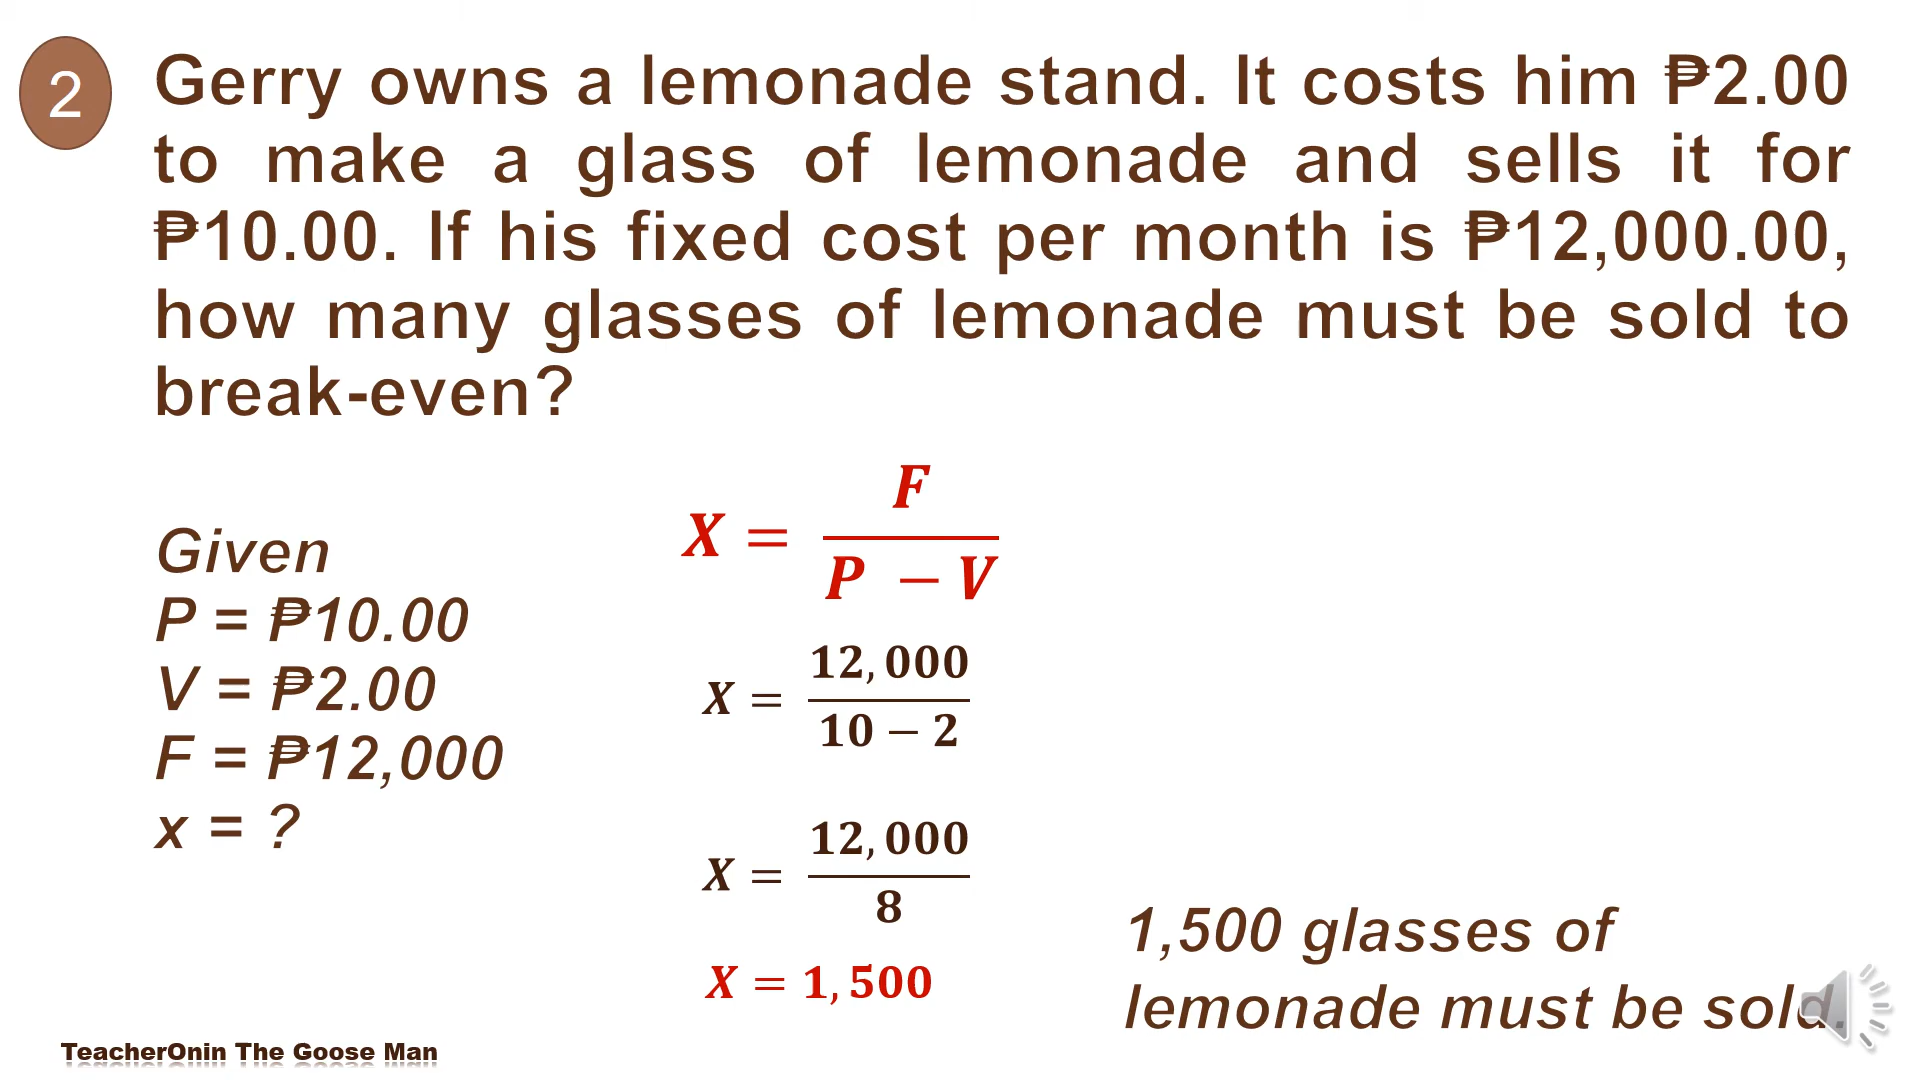 2
Gerry owns a lemonade stand. It costs him ₱2.00
to make a glass of lemonade and sells it for
₱10.00. If his fixed cost per month is ₱12,000.00,
how many glasses of lemonade must be sold to
break-even?
Given
P = ₱10.00
V = ₱2.00
F = ₱12,000
x = ?
X = F / P - V
X = 12,000 / 10 - 2
X = 12,000 / 8
X = 1,500
1,500 glasses of
lemonade must be sold.
TeacherOnin The Goose Man